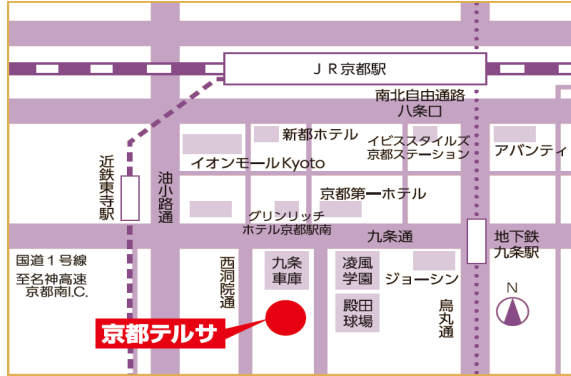 JR京都駅
南北自由通路
八条口
新都ホテル
イビススタイルズ
京都ステーション
アバンティ
イオンモールKyoto
近鉄東寺駅
油小路通
京都第一ホテル
グリンリッチ
ホテル京都駅南
九条通
地下鉄
九条駅
国道1号線
至名神高速
京都南I.C.
西洞院通
九条
車庫
凌風
学園
ジョーシン
烏丸通
N
殿田
球場
京都テルサ